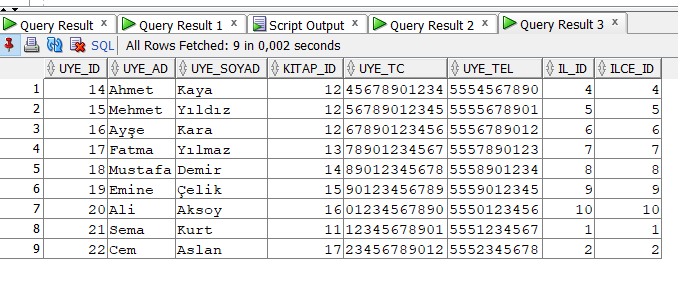 Query Result × Query Result 1 × Script Output × Query Result 2 × Query Result 3 ×
SQL | All Rows Fetched: 9 in 0,002 seconds
UYE_ID UYE_AD UYE_SOYAD KITAP_ID UYE_TC UYE_TEL IL_ID ILCE_ID
1 14 Ahmet Kaya 12 45678901234 5554567890 4 4
2 15 Mehmet Yıldız 12 56789012345 5555678901 5 5
3 16 Ayşe Kara 12 67890123456 5556789012 6 6
4 17 Fatma Yılmaz 13 78901234567 5557890123 7 7
5 18 Mustafa Demir 14 89012345678 5558901234 8 8
6 19 Emine Çelik 15 90123456789 5559012345 9 9
7 20 Ali Aksoy 16 01234567890 5550123456 10 10
8 21 Sema Kurt 11 12345678901 5551234567 1 1
9 22 Cem Aslan 17 23456789012 5552345678 2 2